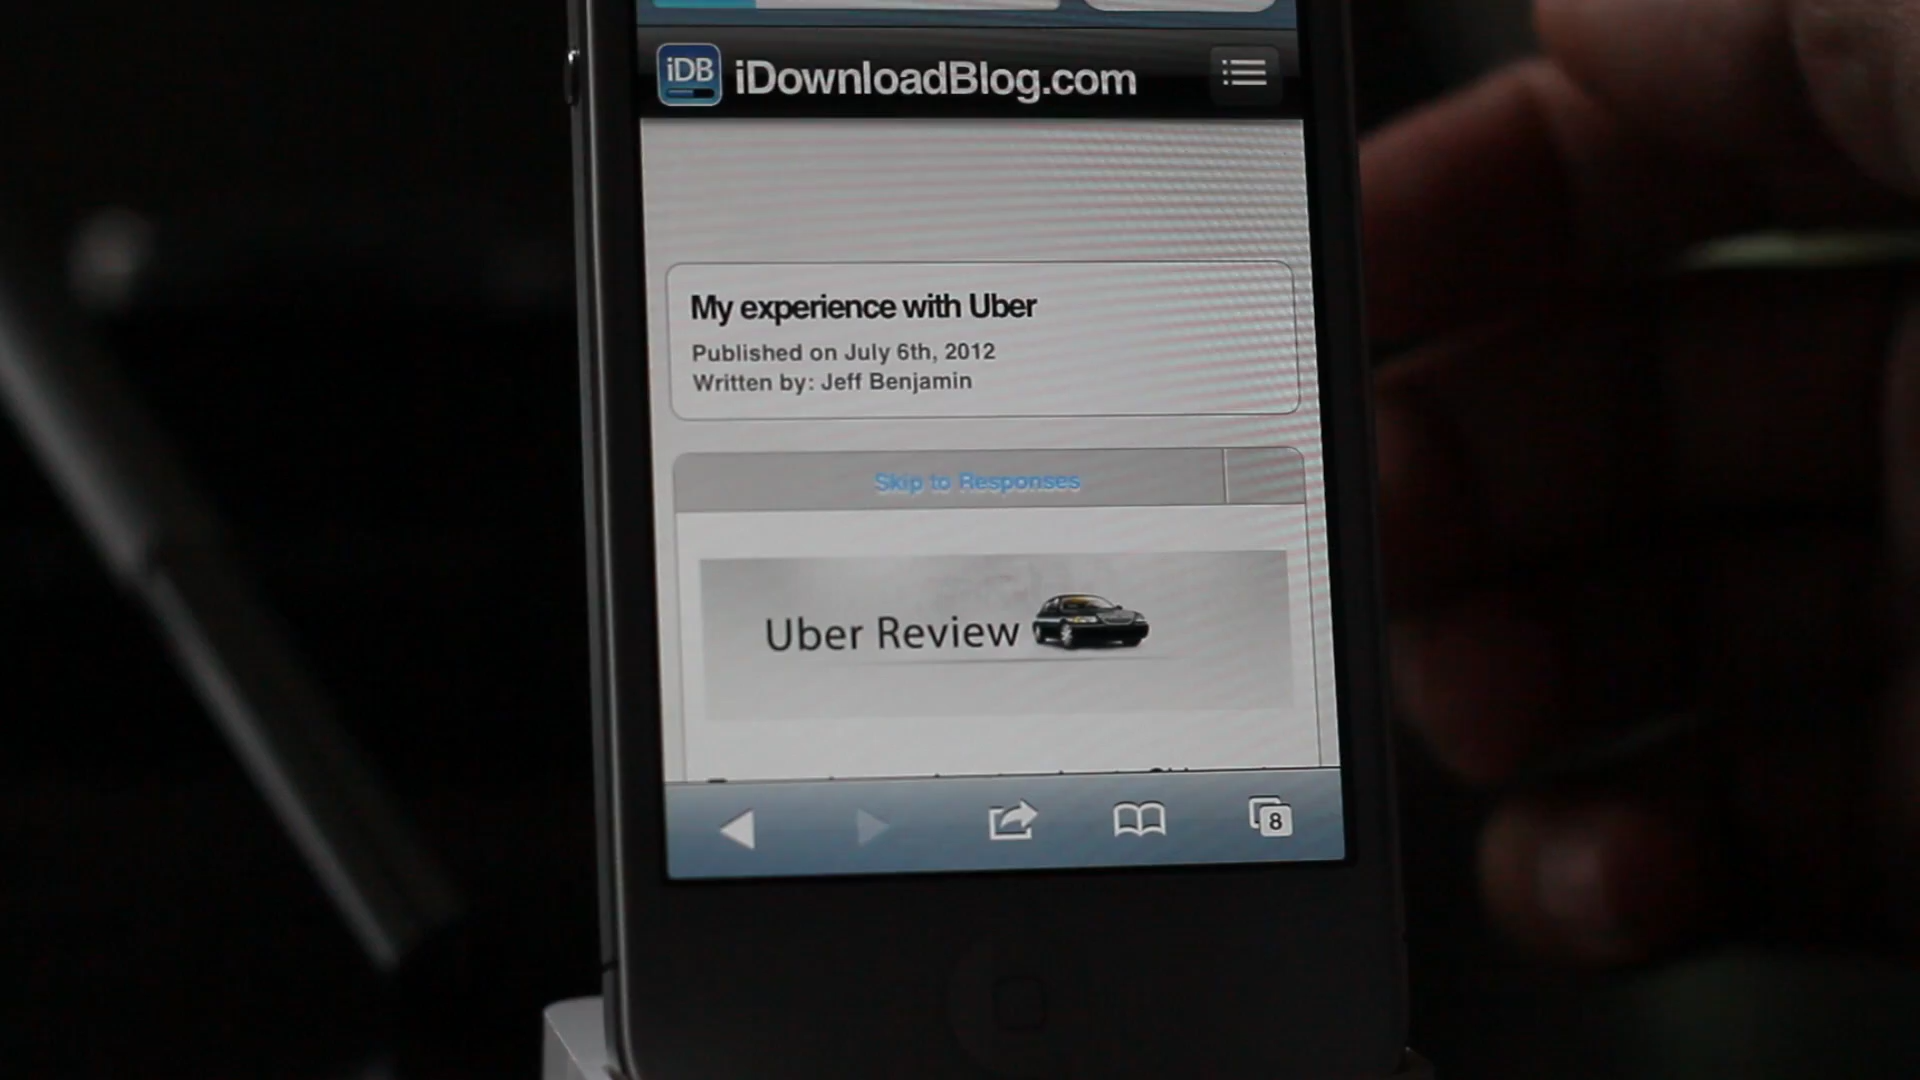 iDB iDownloadBlog.com
My experience with Uber
Published on July 6th, 2012
Written by: Jeff Benjamin
Skip to Responses
Uber Review
8